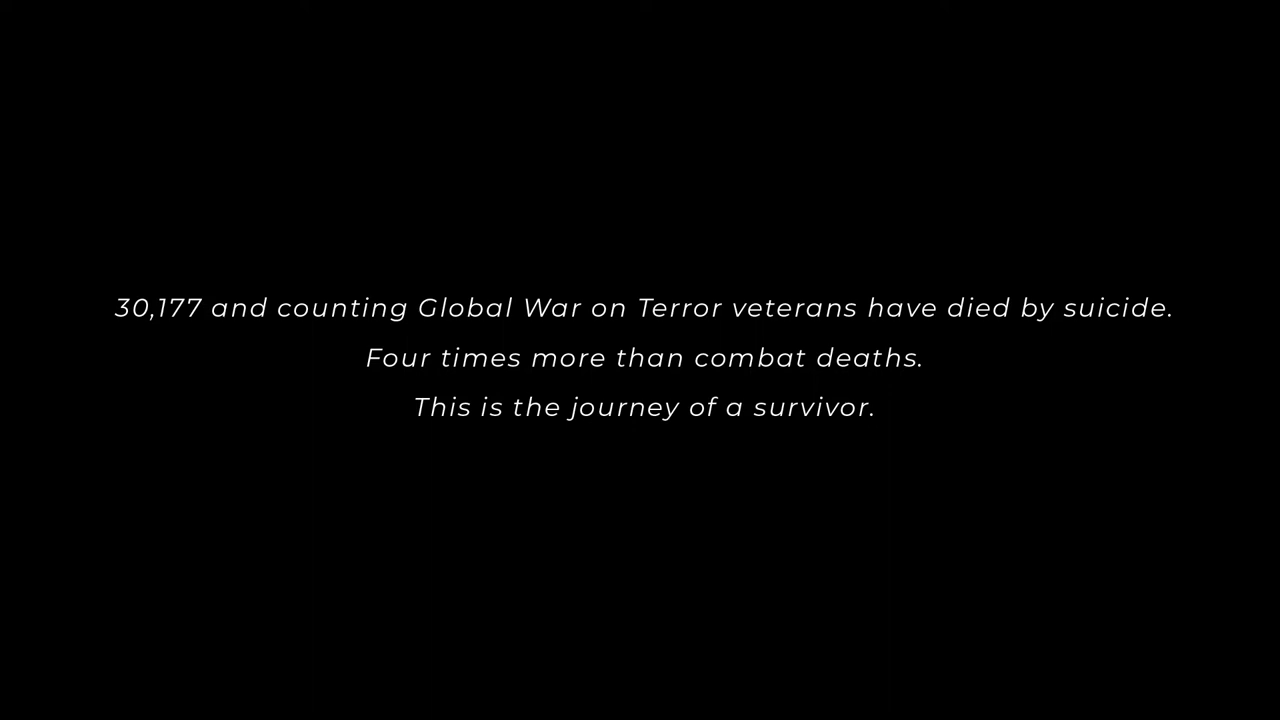 30,177 and counting Global War on Terror veterans have died by suicide.
Four times more than combat deaths.
This is the journey of a survivor.